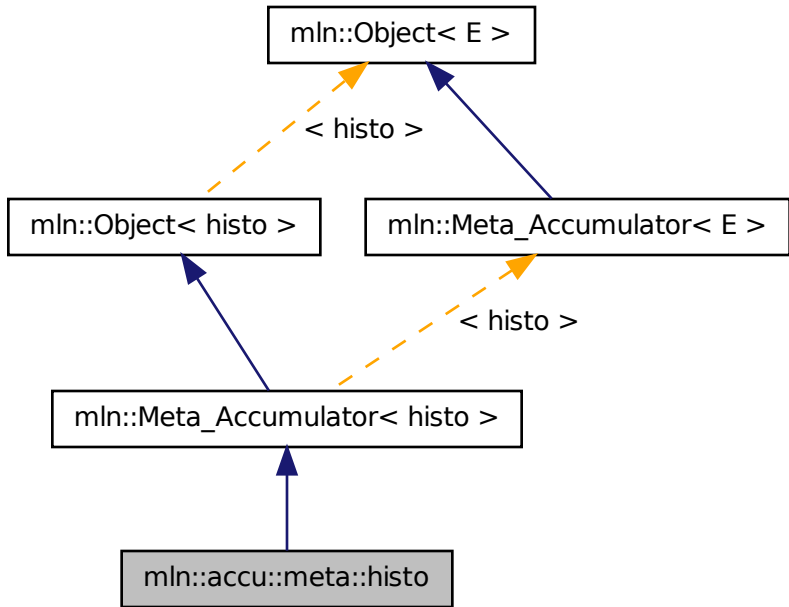 mln::Object< E >
< histo >
mln::Object< histo >
mln::Meta_Accumulator< E >
< histo >
mln::Meta_Accumulator< histo >
mln::accu::meta::histo